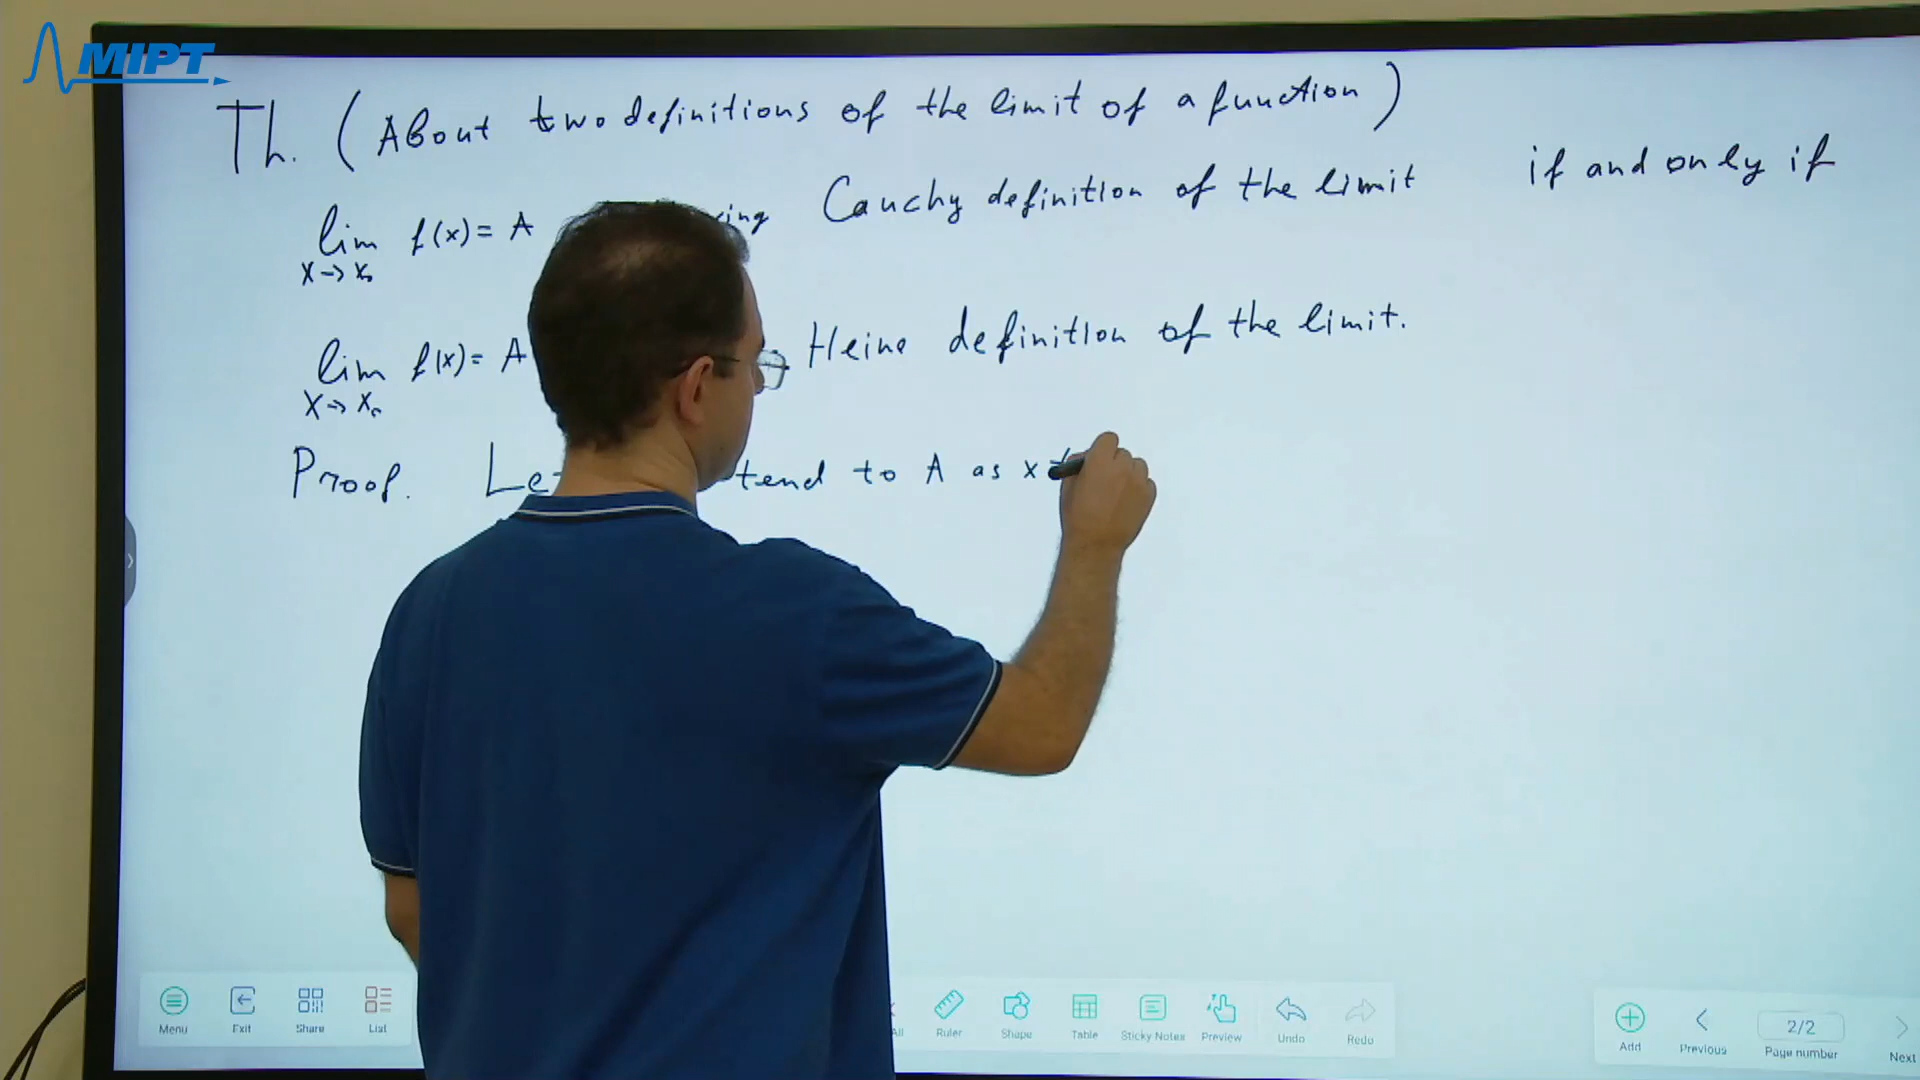 MIPT
Th. (About two definitions of the limit of a function)
lim f(x) = A Cauchy definition of the limit if and only if
x → x₀
lim f(x) = A Heine definition of the limit.
x → x₀
Proof. Let tend to A as x
Menu Exit Share List Ruler Shape Table Sticky Notes Preview Undo Redo Add Previous 2/2 Page number Next